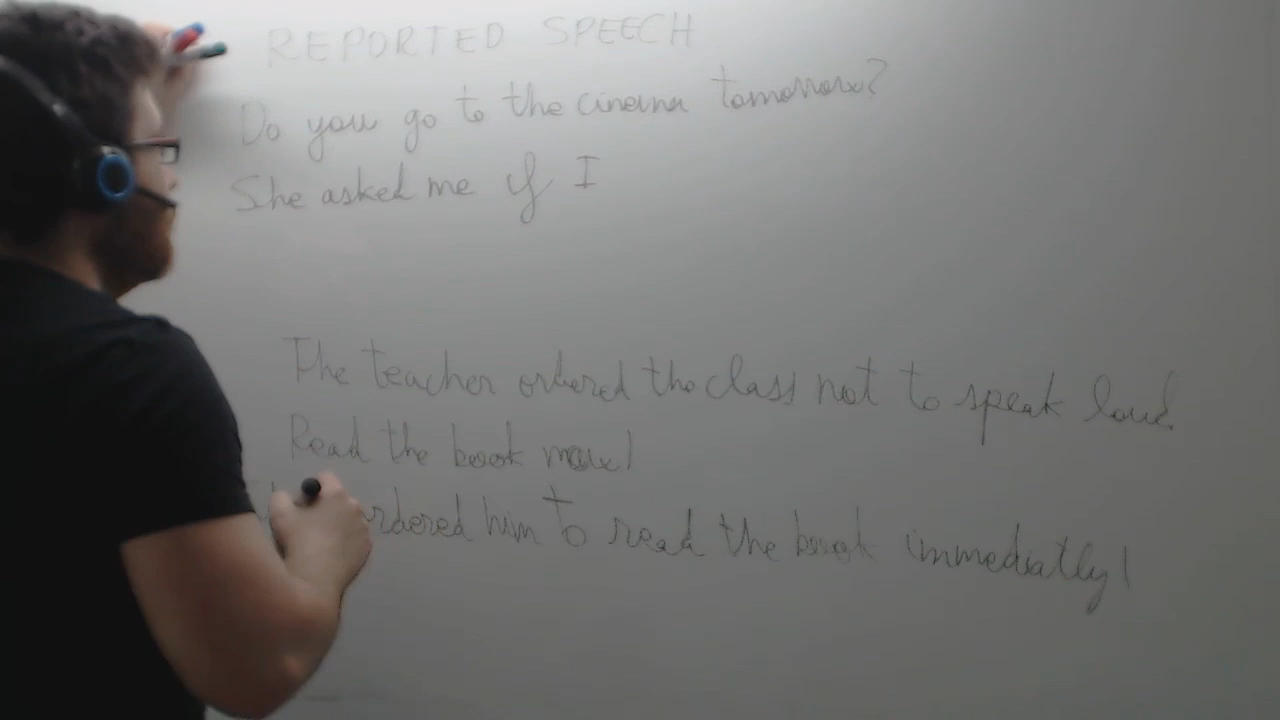 REPORTED SPEECH
Do you go to the cinema tomorrow?
She asked me if I
The teacher ordered the class not to speak loud.
Read the book now!
ordered him to read the book immediatly!